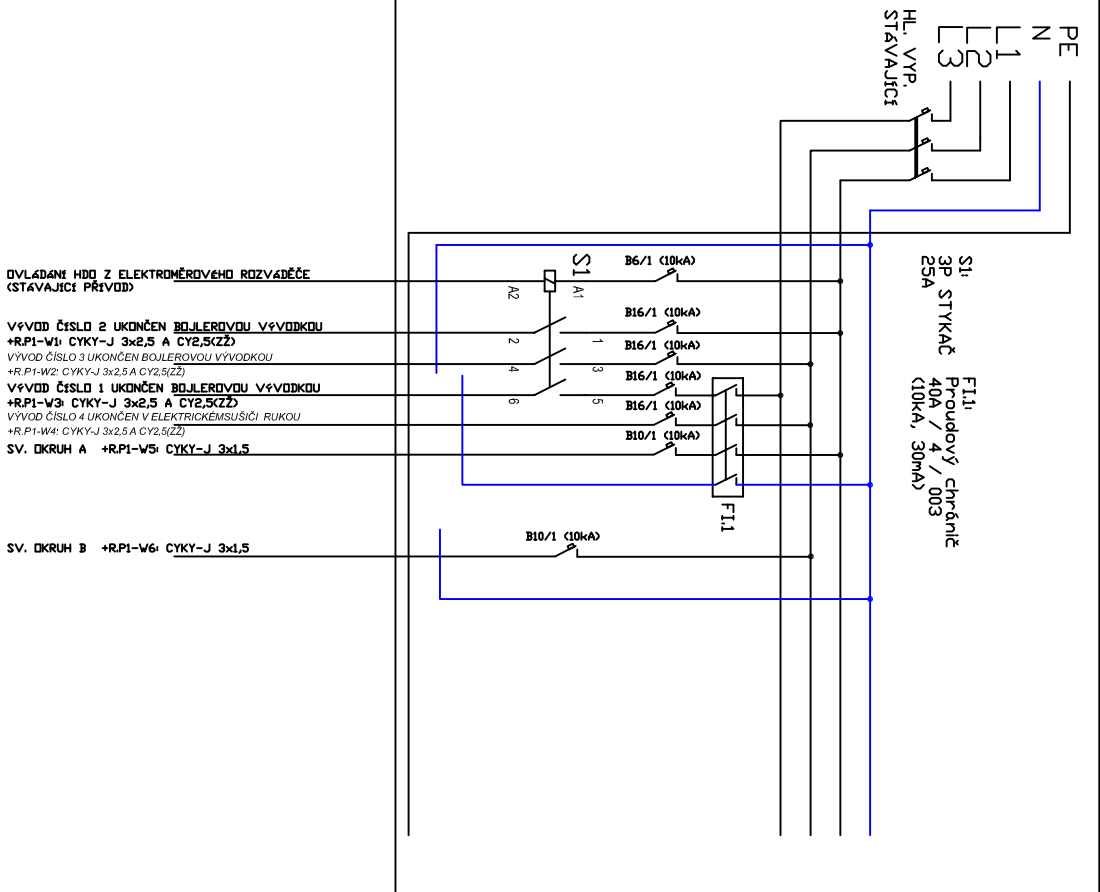 PE
N
L1
L2
L3
HL. VYP.
STÁVAJÍCÍ
S1:
3P STYKAČ
25A
FI.1:
Proudový chránič
40A / 4 / 003
(10kA, 30mA)
OVLÁDÁNÍ HDO Z ELEKTROMĚROVÉHO ROZVÁDĚČE
(STÁVAJÍCÍ PŘÍVOD)
S1
A1
A2
B6/1 (10kA)
VÝVOD ČÍSLO 2 UKONČEN BOJLEROVOU VÝVODKOU
+R.P1-W1: CYKY-J 3x2,5 A CY2,5(ZŽ)
2
1
B16/1 (10kA)
VÝVOD ČÍSLO 3 UKONČEN BOJLEROVOU VÝVODKOU
+R.P1-W2: CYKY-J 3x2,5 A CY2,5(ZŽ)
4
3
B16/1 (10kA)
VÝVOD ČÍSLO 1 UKONČEN BOJLEROVOU VÝVODKOU
+R.P1-W3: CYKY-J 3x2,5 A CY2,5(ZŽ)
6
5
B16/1 (10kA)
VÝVOD ČÍSLO 4 UKONČEN V ELEKTRICKÉMSUŠIČI RUKOU
+R.P1-W4: CYKY-J 3x2,5 A CY2,5(ZŽ)
B16/1 (10kA)
SV. OKRUH A +R.P1-W5: CYKY-J 3x1,5
B10/1 (10kA)
FI.1
SV. OKRUH B +R.P1-W6: CYKY-J 3x1,5
B10/1 (10kA)